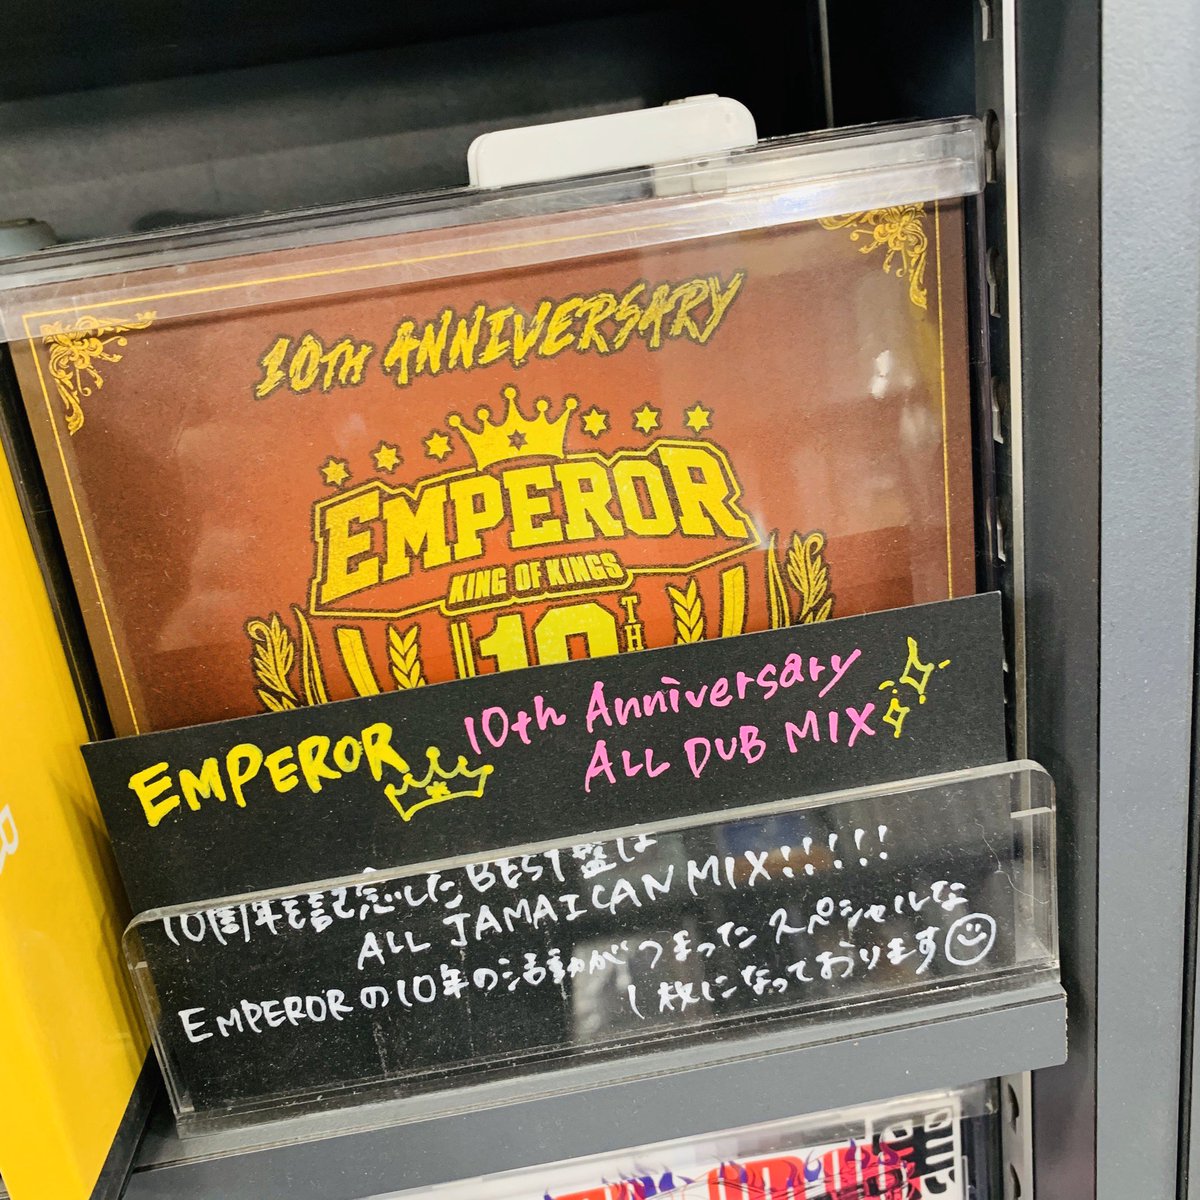 10TH ANNIVERSARY
EMPEROR
KING OF KINGS
10TH
EMPEROR 10th Anniversary
ALL DUB MIX
10周年を記念したBEST盤は
ALL JAMAICAN MIX!!!!!
EMPERORの10年の活動がつまったスペシャルな
1枚になっております